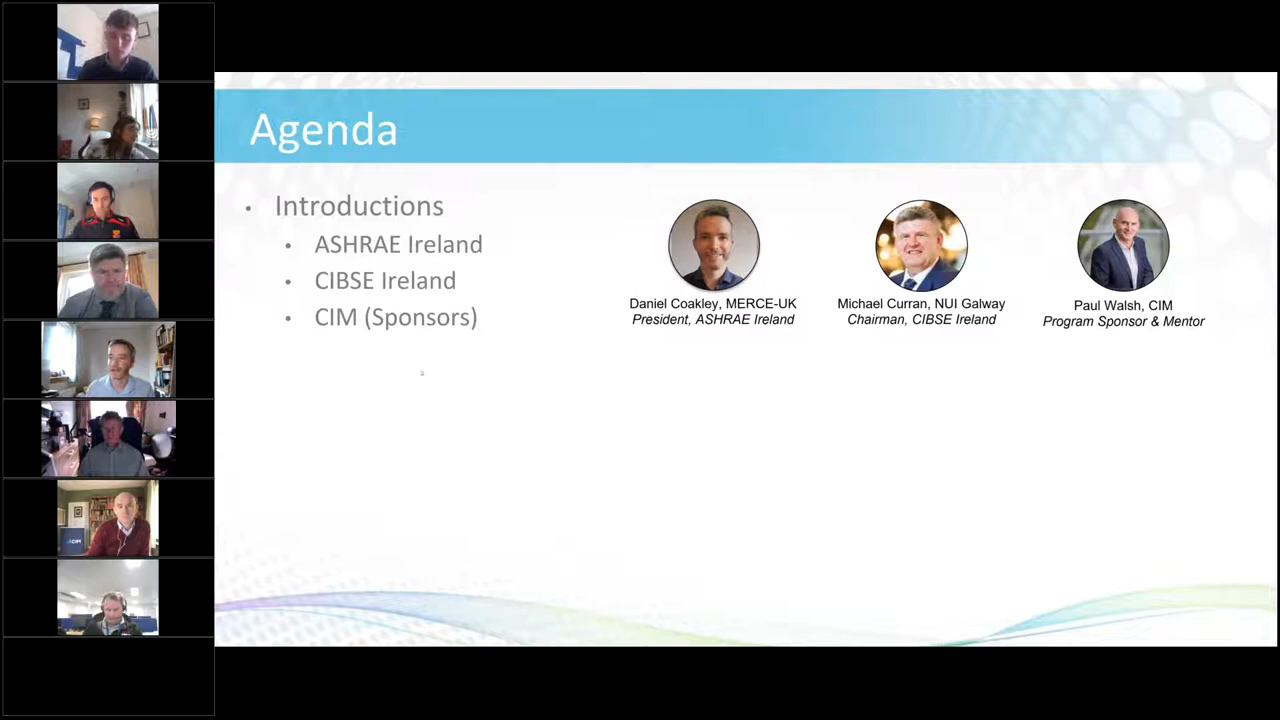 Agenda
Introductions
ASHRAE Ireland
CIBSE Ireland
CIM (Sponsors)
Daniel Coakley, MERCE-UK
President, ASHRAE Ireland
Michael Curran, NUI Galway
Chairman, CIBSE Ireland
Paul Walsh, CIM
Program Sponsor & Mentor
CIM